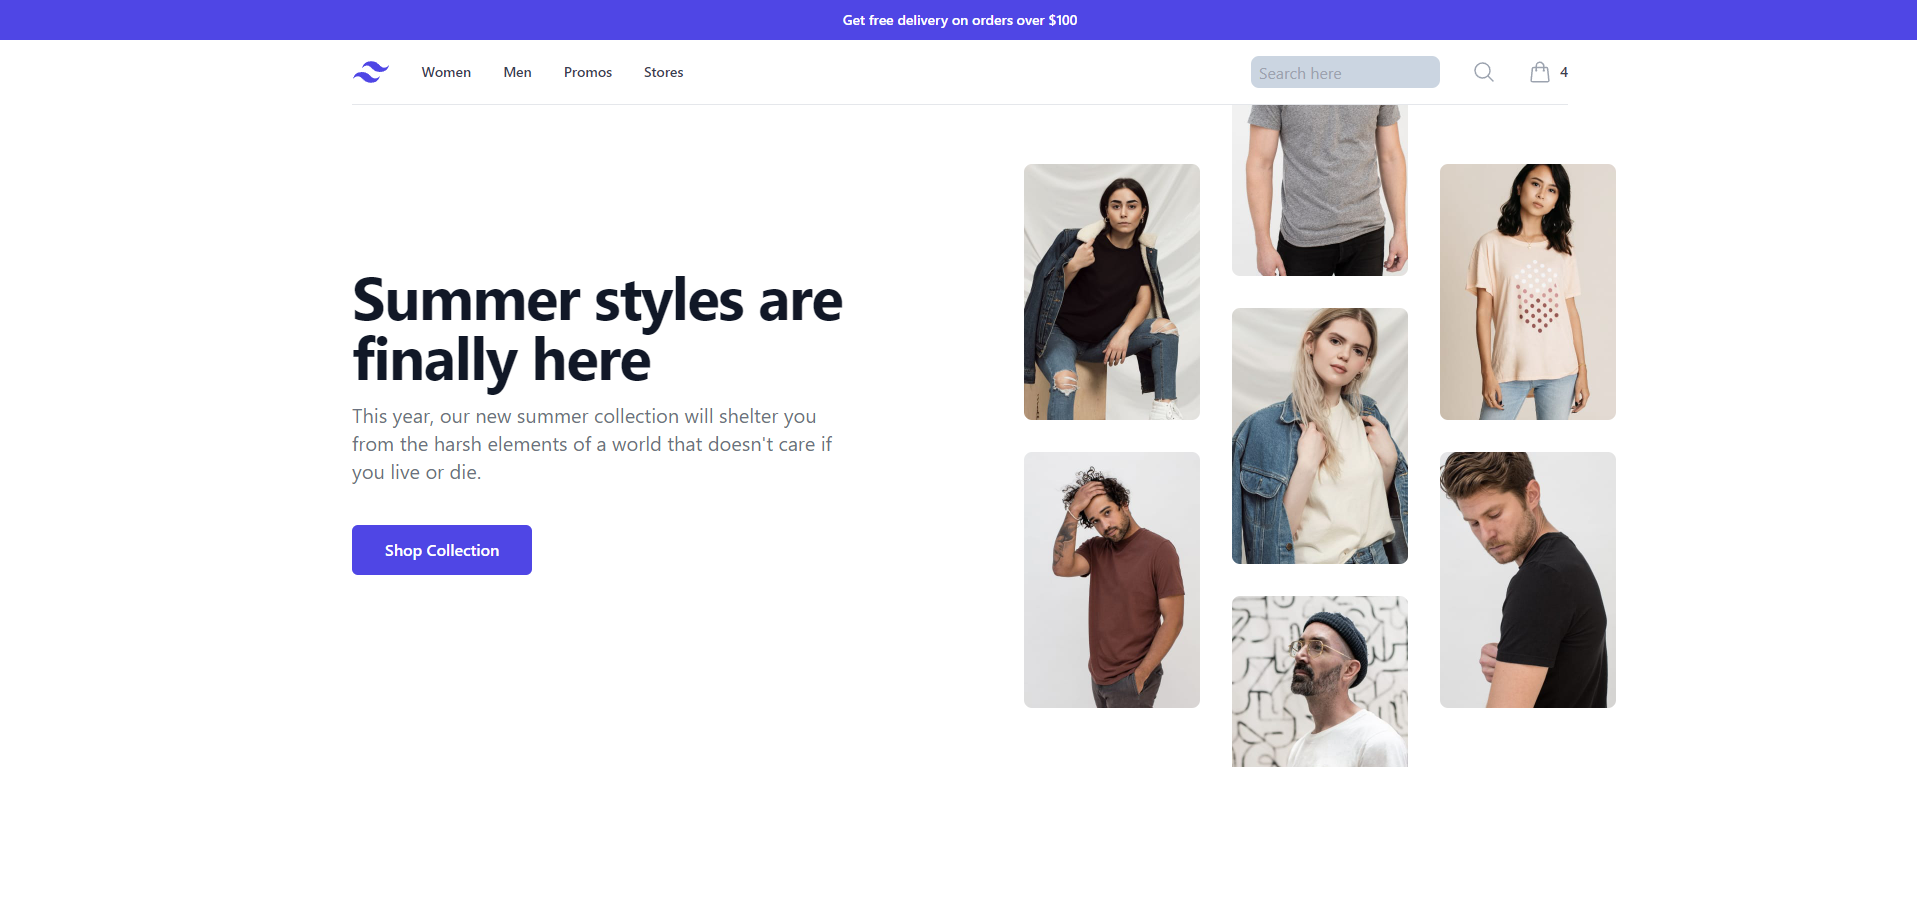 Get free delivery on orders over $100
Women Men Promos Stores Search here 4
Summer styles are
finally here
This year, our new summer collection will shelter you
from the harsh elements of a world that doesn't care if
you live or die.
Shop Collection